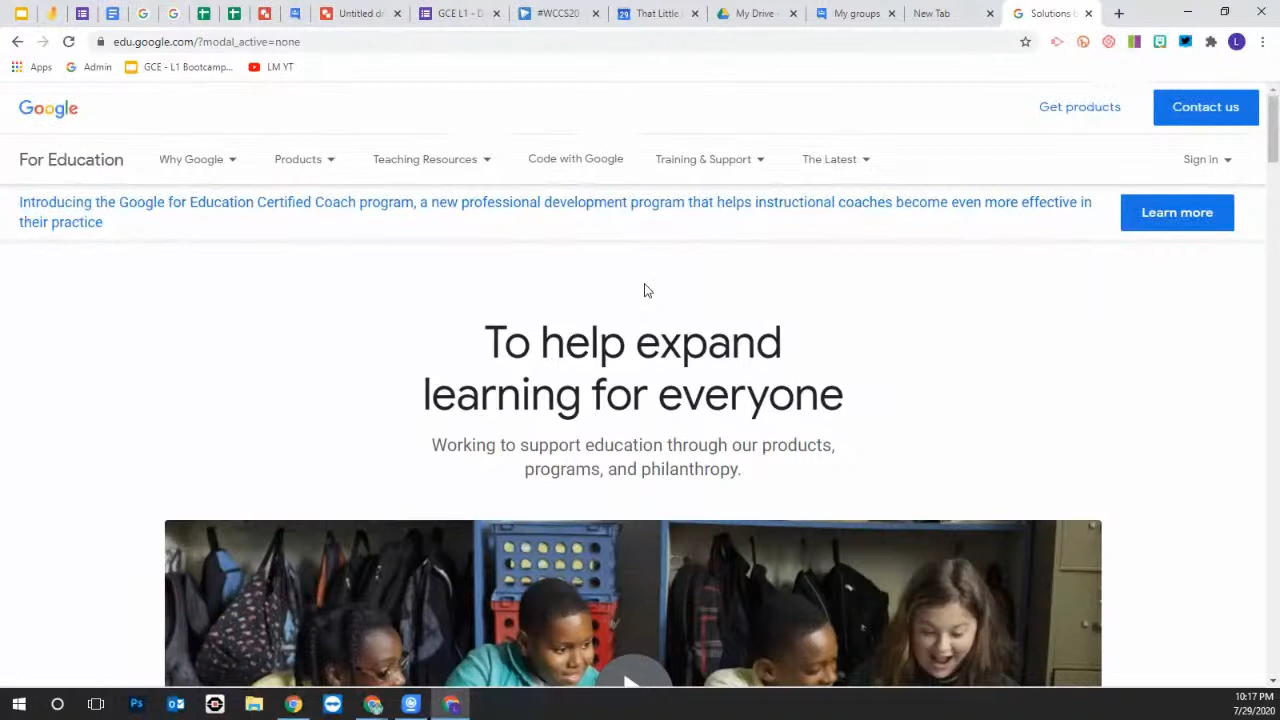 Untitled d
GCE L1 - D
#WCCS20
29 That Little
My Drive -
My groups
New Tab
Solutions b
edu.google.com/?modal_active=none
L
Apps
Admin
GCE - L1 Bootcamp...
LM YT
Google
Get products
Contact us
For Education
Why Google
Products
Teaching Resources
Code with Google
Training & Support
The Latest
Sign in
Introducing the Google for Education Certified Coach program, a new professional development program that helps instructional coaches become even more effective in
their practice
Learn more
To help expand
learning for everyone
Working to support education through our products,
programs, and philanthropy.
Ps
10:17 PM
7/29/2020